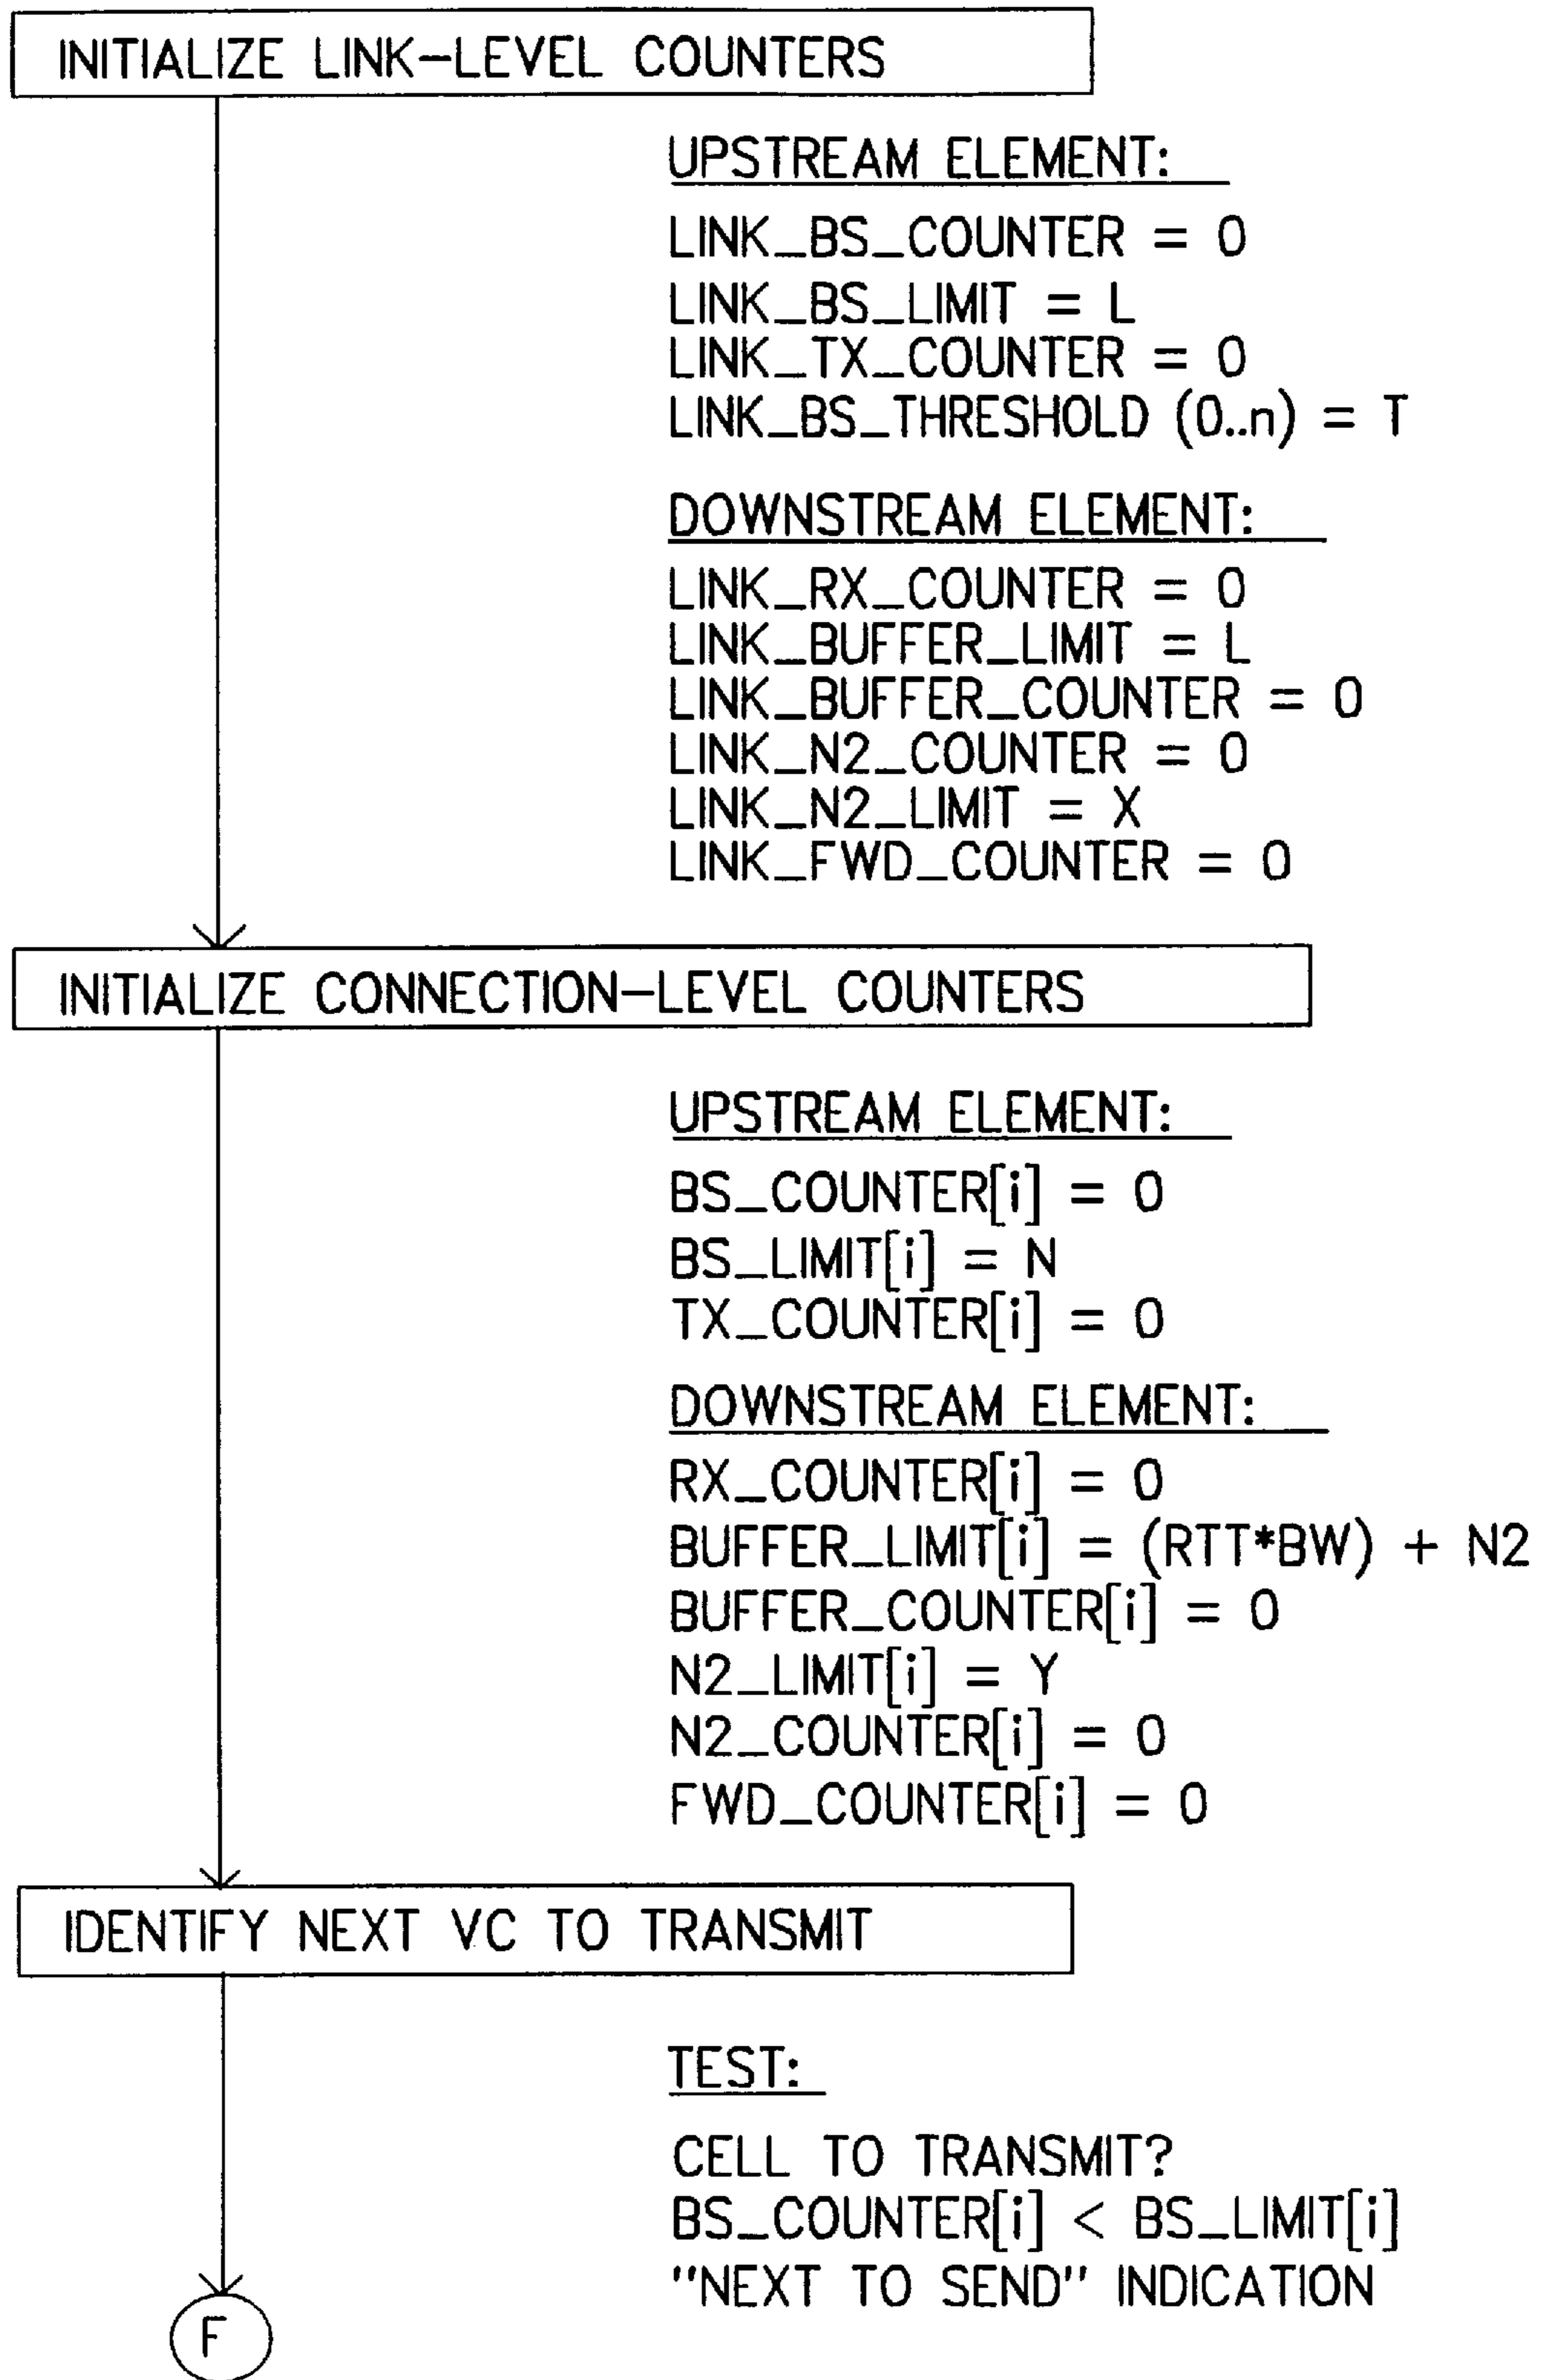 INITIALIZE LINK-LEVEL COUNTERS
UPSTREAM ELEMENT:
LINK_BS_COUNTER = 0
LINK_BS_LIMIT = L
LINK_TX_COUNTER = 0
LINK_BS_THRESHOLD (0..n) = T
DOWNSTREAM ELEMENT:
LINK_RX_COUNTER = 0
LINK_BUFFER_LIMIT = L
LINK_BUFFER_COUNTER = 0
LINK_N2_COUNTER = 0
LINK_N2_LIMIT = X
LINK_FWD_COUNTER = 0
INITIALIZE CONNECTION-LEVEL COUNTERS
UPSTREAM ELEMENT:
BS_COUNTER[i] = 0
BS_LIMIT[i] = N
TX_COUNTER[i] = 0
DOWNSTREAM ELEMENT:
RX_COUNTER[i] = 0
BUFFER_LIMIT[i] = (RTT*BW) + N2
BUFFER_COUNTER[i] = 0
N2_LIMIT[i] = Y
N2_COUNTER[i] = 0
FWD_COUNTER[i] = 0
IDENTIFY NEXT VC TO TRANSMIT
TEST:
CELL TO TRANSMIT?
BS_COUNTER[i] < BS_LIMIT[i]
"NEXT TO SEND" INDICATION
F